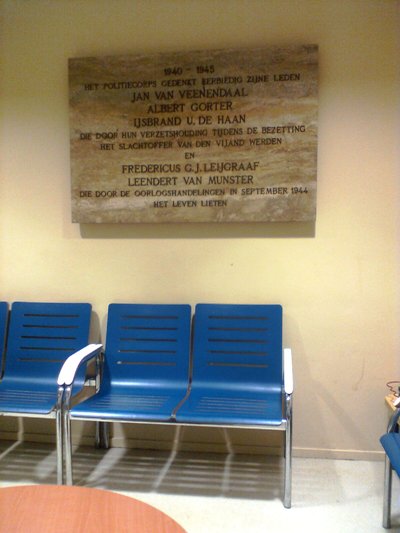 1940 - 1945
HET POLITIECORPS GEDENKT EERBIEDIG ZIJNE LEDEN
JAN VAN VEENENDAAL
ALBERT GORTER
IJSBRAND U. DE HAAN
DIE DOOR HUN VERZETSHOUDING TIJDENS DE BEZETTING
HET SLACHTOFFER VAN DEN VIJAND WERDEN
EN
FREDERICUS G.J. LEIJGRAAF
LEENDERT VAN MUNSTER
DIE DOOR DE OORLOGSHANDELINGEN IN SEPTEMBER 1944
HET LEVEN LIETEN